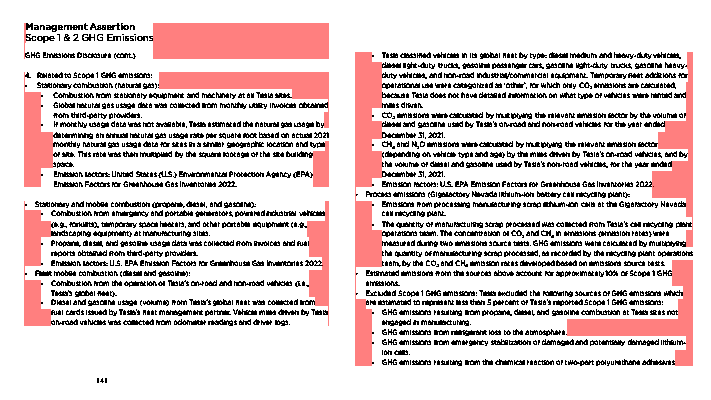 Management Assertion
Scope 1 & 2 GHG Emissions
GHG Emissions Disclosure (cont.)
4. Related to Scope 1 GHG emissions:
• Stationary combustion (natural gas):
• Combustion from stationary equipment and machinery at all Tesla sites.
• Global natural gas usage data was collected from monthly utility invoices obtained
from third-party providers.
• If monthly usage data was not available, Tesla estimated the natural gas usage by
determining an annual natural gas usage rate per square foot based on actual 2021
monthly natural gas usage data for sites in a similar geographic location and type
of site. This rate was then multiplied by the square footage of the site building
space.
• Emission factors: United States (U.S.) Environmental Protection Agency (EPA)
Emission Factors for Greenhouse Gas Inventories 2022.
• Stationary and mobile combustion (propane, diesel, and gasoline):
• Combustion from emergency and portable generators, powered industrial vehicles
(e.g., forklifts), temporary space heaters, and other portable equipment (e.g.,
landscaping equipment) at manufacturing sites.
• Propane, diesel, and gasoline usage data was collected from invoices and fuel
reports obtained from third-party providers.
• Emission factors: U.S. EPA Emission Factors for Greenhouse Gas Inventories 2022.
• Fleet mobile combustion (diesel and gasoline):
• Combustion from the operation of Tesla's on-road and non-road vehicles (i.e.,
Tesla's global fleet).
• Diesel and gasoline usage (volume) from Tesla's global fleet was collected from
fuel cards issued by Tesla's fleet management partner. Vehicle miles driven by Tesla
on-road vehicles was collected from odometer readings and driver logs.
141
• Tesla classified vehicles in its global fleet by type: diesel medium and heavy-duty vehicles,
diesel light-duty trucks, gasoline passenger cars, gasoline light-duty trucks, gasoline heavy-
duty vehicles, and non-road industrial/commercial equipment. Temporary fleet additions for
operational use were categorized as 'other', for which only CO₂ emissions are calculated,
because Tesla does not have detailed information on what type of vehicles were rented and
miles driven.
• CO₂ emissions were calculated by multiplying the relevant emission factor by the volume of
diesel and gasoline used by Tesla's on-road and non-road vehicles for the year ended
December 31, 2021.
• CH₄ and N₂O emissions were calculated by multiplying the relevant emission factor
(depending on vehicle type and age) by the miles driven by Tesla's on-road vehicles, and by
the volume of diesel and gasoline used by Tesla's non-road vehicles, for the year ended
December 31, 2021.
• Emission factors: U.S. EPA Emission Factors for Greenhouse Gas Inventories 2022.
• Process emissions (Gigafactory Nevada lithium-ion battery cell recycling plant):
• Emissions from processing manufacturing scrap lithium-ion cells at the Gigafactory Nevada
cell recycling plant.
• The quantity of manufacturing scrap processed was collected from Tesla's cell recycling plant
operations team. The concentration of CO₂ and CH₄ in emissions (emission rates) were
measured during two emissions source tests. GHG emissions were calculated by multiplying
the quantity of manufacturing scrap processed, as recorded by the recycling plant operations
team, by the CO₂ and CH₄ emission rates developed based on emissions source tests.
• Estimated emissions from the sources above account for approximately 10% of Scope 1 GHG
emissions.
• Excluded Scope 1 GHG emissions: Tesla excluded the following sources of GHG emissions which
are estimated to represent less than 5 percent of Tesla's reported Scope 1 GHG emissions:
• GHG emissions resulting from propane, diesel, and gasoline combustion at Tesla sites not
engaged in manufacturing.
• GHG emissions from refrigerant loss to the atmosphere.
• GHG emissions from emergency stabilization of damaged and potentially damaged lithium-
ion cells.
• GHG emissions resulting from the chemical reaction of two-part polyurethane adhesives